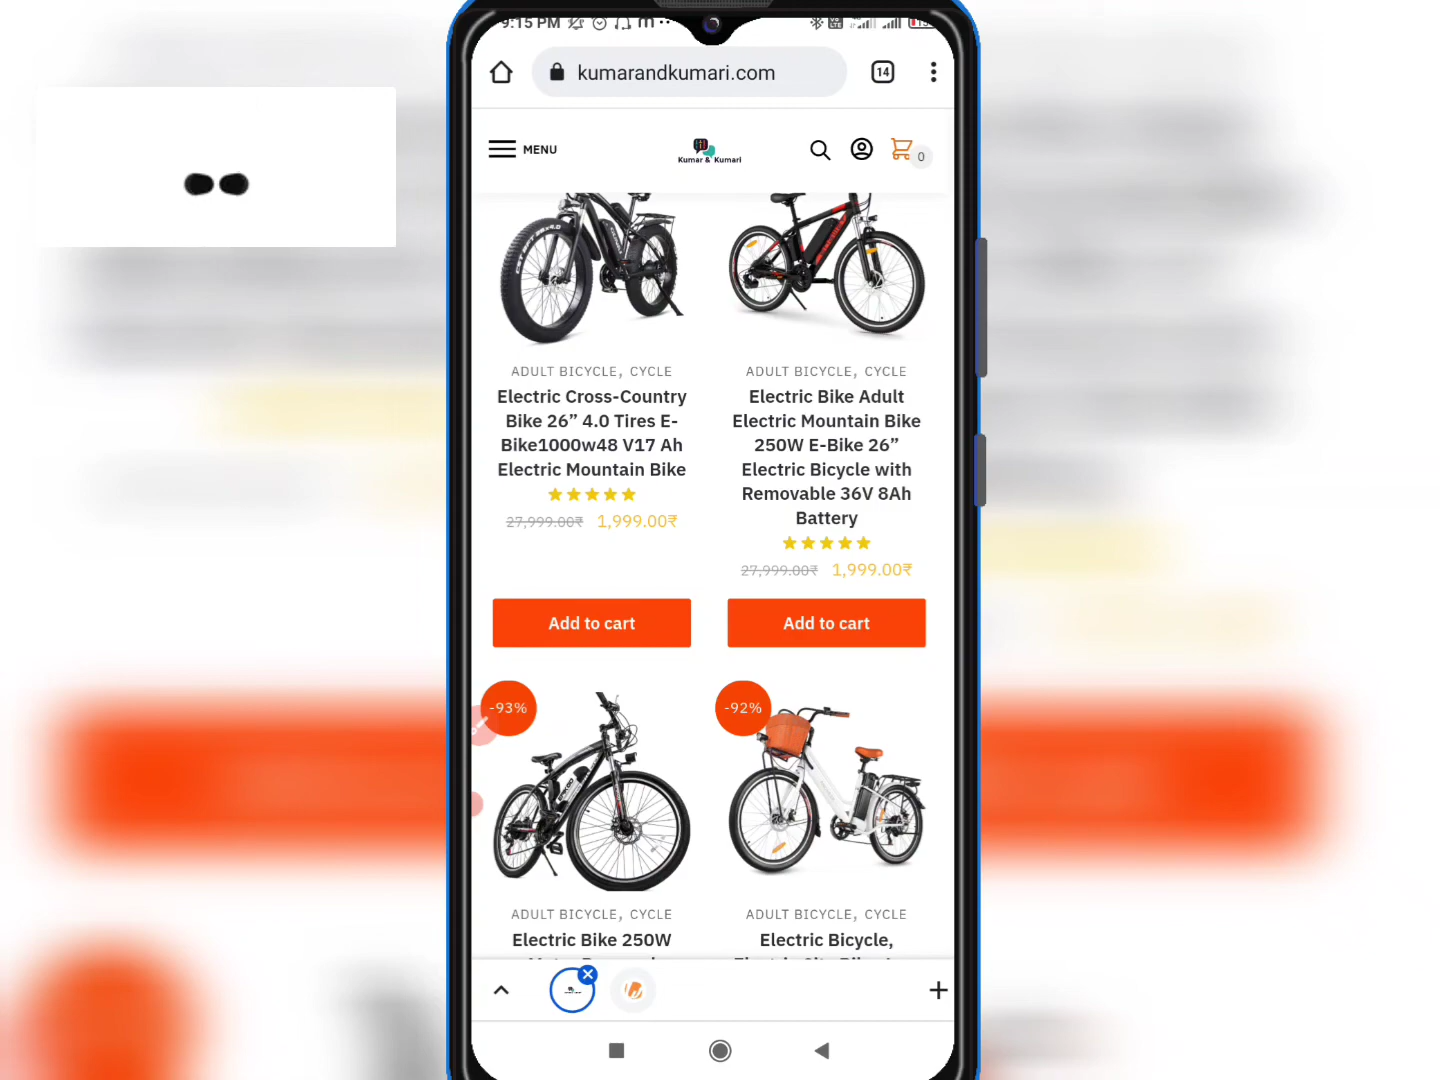 9:15 PM
kumarandkumari.com
14
MENU
Kumar & Kumari
0
ADULT BICYCLE, CYCLE
Electric Cross-Country
Bike 26” 4.0 Tires E-
Bike1000w48 V17 Ah
Electric Mountain Bike
27,999.00₹ 1,999.00₹
Add to cart
ADULT BICYCLE, CYCLE
Electric Bike Adult
Electric Mountain Bike
250W E-Bike 26”
Electric Bicycle with
Removable 36V 8Ah
Battery
27,999.00₹ 1,999.00₹
Add to cart
-93%
ADULT BICYCLE, CYCLE
Electric Bike 250W
-92%
ADULT BICYCLE, CYCLE
Electric Bicycle,